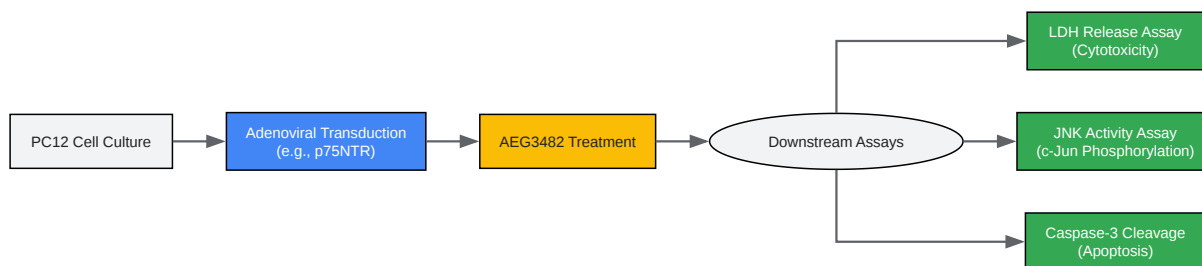 PC12 Cell Culture
Adenoviral Transduction
(e.g., p75NTR)
AEG3482 Treatment
Downstream Assays
LDH Release Assay
(Cytotoxicity)
JNK Activity Assay
(c-Jun Phosphorylation)
Caspase-3 Cleavage
(Apoptosis)